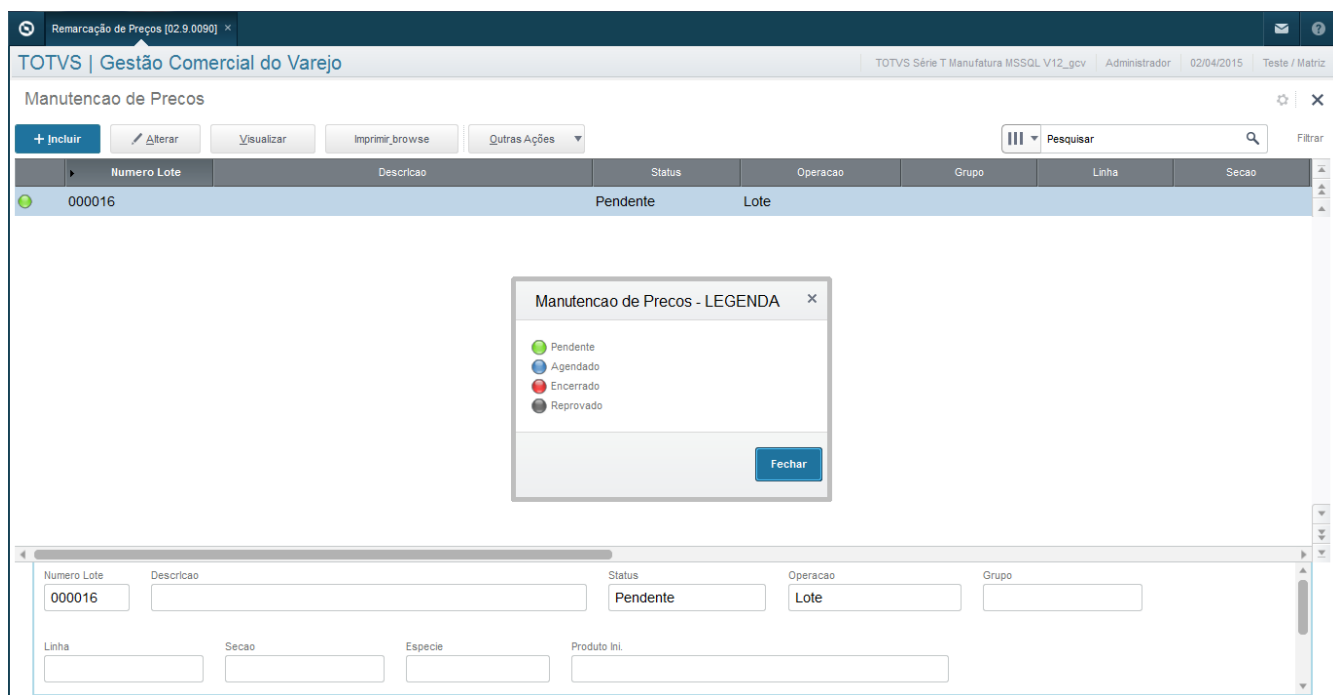 Remarcação de Preços [02.9.0090] ×
TOTVS | Gestão Comercial do Varejo
TOTVS Série T Manufatura MSSQL V12_gcv Administrador 02/04/2015 Teste / Matriz
Manutencao de Precos
+ Incluir Alterar Visualizar Imprimir browse Outras Ações Pesquisar Filtrar
Numero Lote Descricao Status Operacao Grupo Linha Secao
000016 Pendente Lote
Manutencao de Precos - LEGENDA ×
Pendente
Agendado
Encerrado
Reprovado
Fechar
Numero Lote Descricao Status Operacao Grupo
000016 Pendente Lote
Linha Secao Especie Produto Ini.